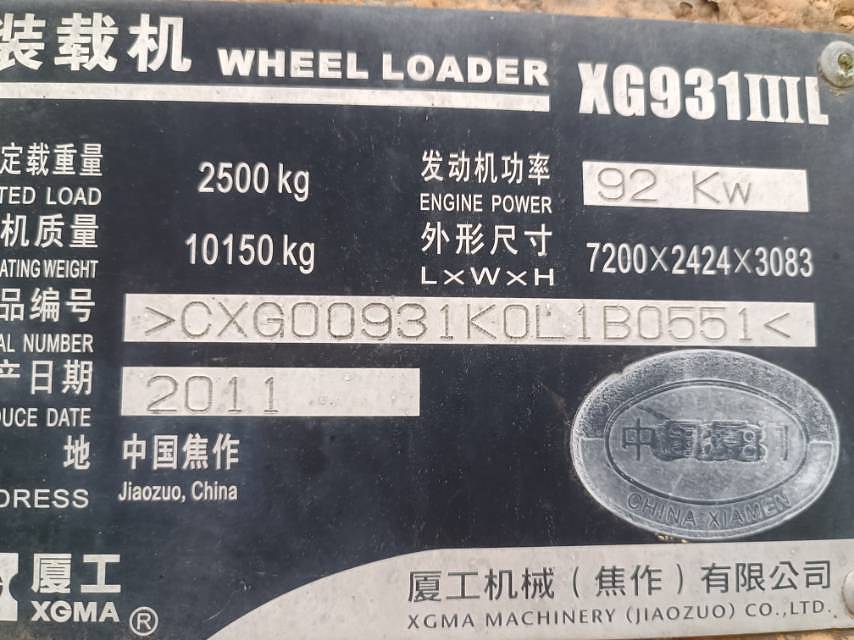 装载机 WHEEL LOADER XG931IIIL
定载重量 2500 kg 发动机功率 92 Kw
TED LOAD ENGINE POWER
机质量 10150 kg 外形尺寸 7200×2424×3083
ATING WEIGHT L×W×H
品编号 >CXG00931K0L1B0551<
AL NUMBER
产日期 2011
DUCE DATE
地 中国焦作
DRESS Jiaozuo, China
中国厦工
CHINA XIAMEN
厦工
XGMA ®
厦工机械（焦作）有限公司
XGMA MACHINERY (JIAOZUO) CO.,LTD.